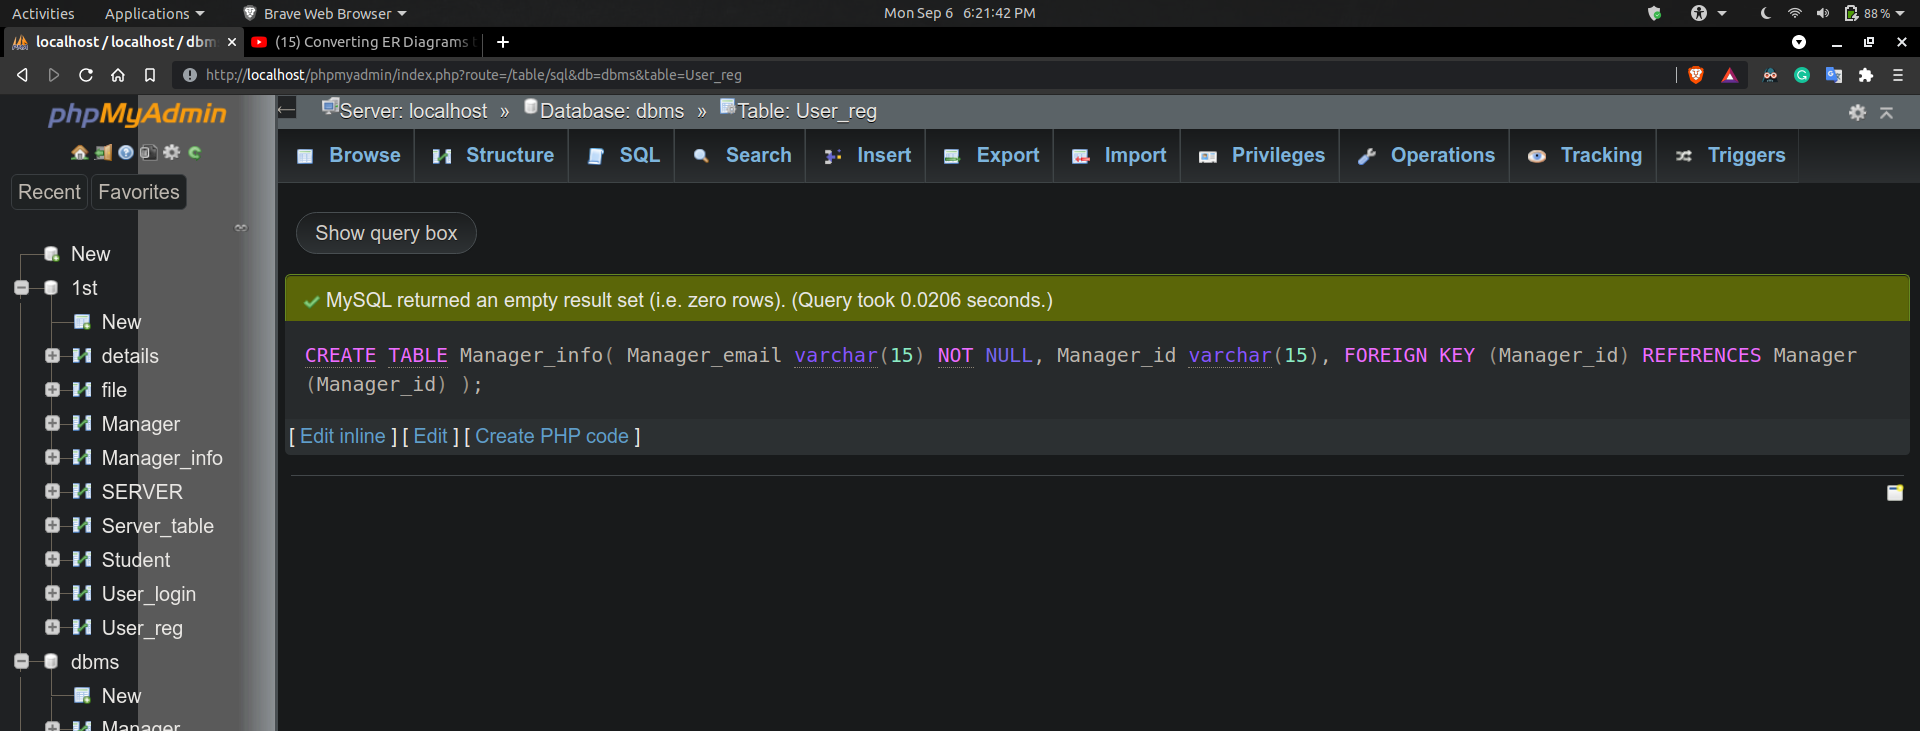 Activities Applications Brave Web Browser Mon Sep 6 6:21:42 PM 88 %
localhost / localhost / dbm (15) Converting ER Diagrams
http://localhost/phpmyadmin/index.php?route=/table/sql&db=dbms&table=User_reg
phpMyAdmin
Server: localhost » Database: dbms » Table: User_reg
Browse Structure SQL Search Insert Export Import Privileges Operations Tracking Triggers
Recent Favorites
Show query box
New
1st
New
details
file
Manager
Manager_info
SERVER
Server_table
Student
User_login
User_reg
dbms
New
Manager
MySQL returned an empty result set (i.e. zero rows). (Query took 0.0206 seconds.)
CREATE TABLE Manager_info( Manager_email varchar(15) NOT NULL, Manager_id varchar(15), FOREIGN KEY (Manager_id) REFERENCES Manager
(Manager_id) );
[ Edit inline ] [ Edit ] [ Create PHP code ]